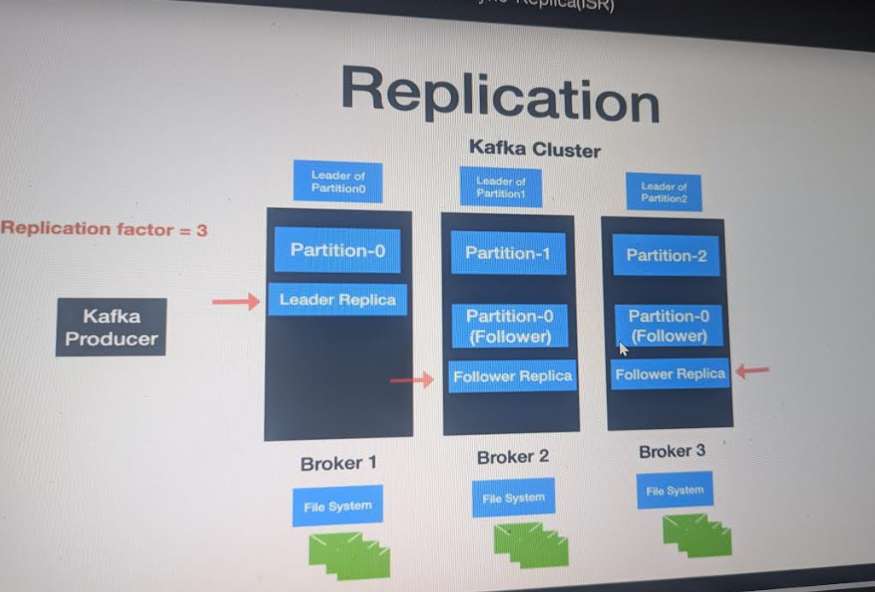 Replica(ISR)
Replication
Kafka Cluster
Leader of
Partition0
Leader of
Partition1
Leader of
Partition2
Replication factor = 3
Partition-0
Partition-1
Partition-2
Leader Replica
Kafka
Producer
Partition-0
(Follower)
Partition-0
(Follower)
Follower Replica
Follower Replica
Broker 1
Broker 2
Broker 3
File System
File System
File System